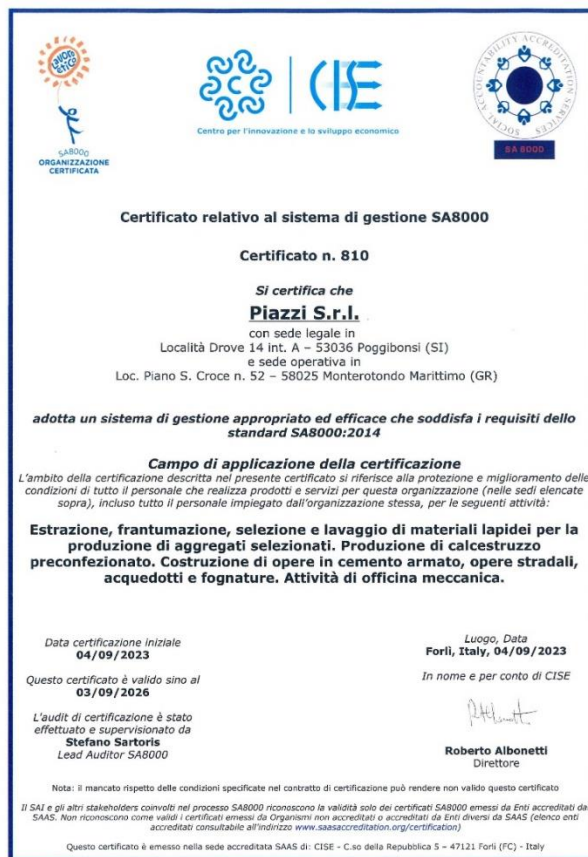 lavoro
etico
SA8000
ORGANIZZAZIONE
CERTIFICATA
CISE
Centro per l'innovazione e lo sviluppo economico
SOCIAL ACCOUNTABILITY ACCREDITATION SERVICES
SA 8000
Certificato relativo al sistema di gestione SA8000
Certificato n. 810
Si certifica che
Piazzi S.r.l.
con sede legale in
Località Drove 14 int. A – 53036 Poggibonsi (SI)
e sede operativa in
Loc. Piano S. Croce n. 52 – 58025 Monterotondo Marittimo (GR)
adotta un sistema di gestione appropriato ed efficace che soddisfa i requisiti dello
standard SA8000:2014
Campo di applicazione della certificazione
L'ambito della certificazione descritta nel presente certificato si riferisce alla protezione e miglioramento delle
condizioni di tutto il personale che realizza prodotti e servizi per questa organizzazione (nelle sedi elencate
sopra), incluso tutto il personale impiegato dall'organizzazione stessa, per le seguenti attività:
Estrazione, frantumazione, selezione e lavaggio di materiali lapidei per la
produzione di aggregati selezionati. Produzione di calcestruzzo
preconfezionato. Costruzione di opere in cemento armato, opere stradali,
acquedotti e fognature. Attività di officina meccanica.
Data certificazione iniziale
04/09/2023
Questo certificato è valido sino al
03/09/2026
L'audit di certificazione è stato
effettuato e supervisionato da
Stefano Sartoris
Lead Auditor SA8000
Luogo, Data
Forlì, Italy, 04/09/2023
In nome e per conto di CISE
Roberto Albonetti
Direttore
Nota: il mancato rispetto delle condizioni specificate nel contratto di certificazione può rendere non valido questo certificato
Il SAI e gli altri stakeholders coinvolti nel processo SA8000 riconoscono la validità solo dei certificati SA8000 emessi da Enti accreditati dal
SAAS. Non riconoscono come validi i certificati emessi da Organismi non accreditati o accreditati da Enti diversi da SAAS (elenco enti
accreditati consultabile all'indirizzo www.saasaccreditation.org/certification)
Questo certificato è emesso nella sede accreditata SAAS di: CISE - C.so della Repubblica 5 – 47121 Forlì (FC) - Italy